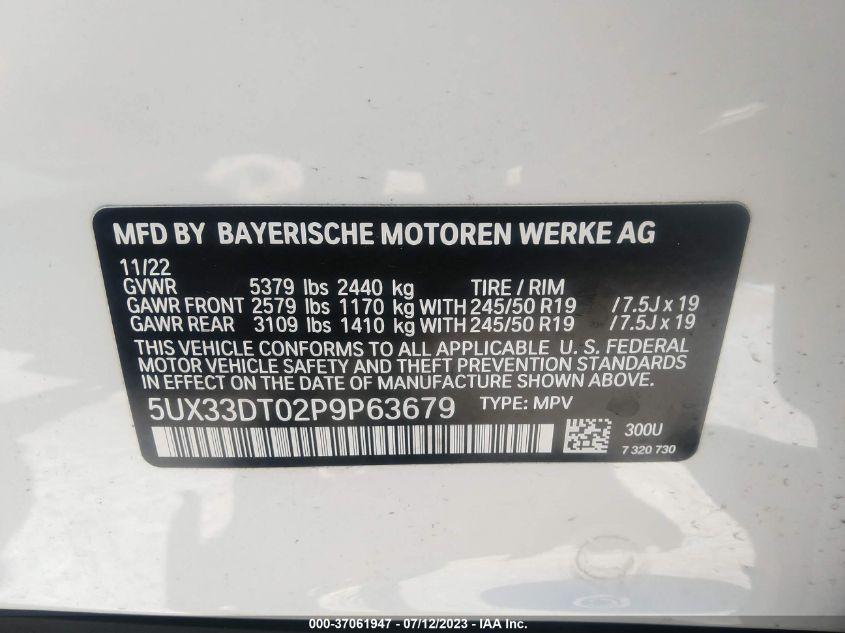 MFD BY BAYERISCHE MOTOREN WERKE AG
11/22
GVWR 5379 lbs 2440 kg TIRE / RIM
GAWR FRONT 2579 lbs 1170 kg WITH 245/50 R19 / 7.5J x 19
GAWR REAR 3109 lbs 1410 kg WITH 245/50 R19 / 7.5J x 19
THIS VEHICLE CONFORMS TO ALL APPLICABLE U. S. FEDERAL
MOTOR VEHICLE SAFETY AND THEFT PREVENTION STANDARDS
IN EFFECT ON THE DATE OF MANUFACTURE SHOWN ABOVE.
5UX33DT02P9P63679 TYPE: MPV
300U
7 320 730
000-37061947 - 07/12/2023 - © IAA Inc.